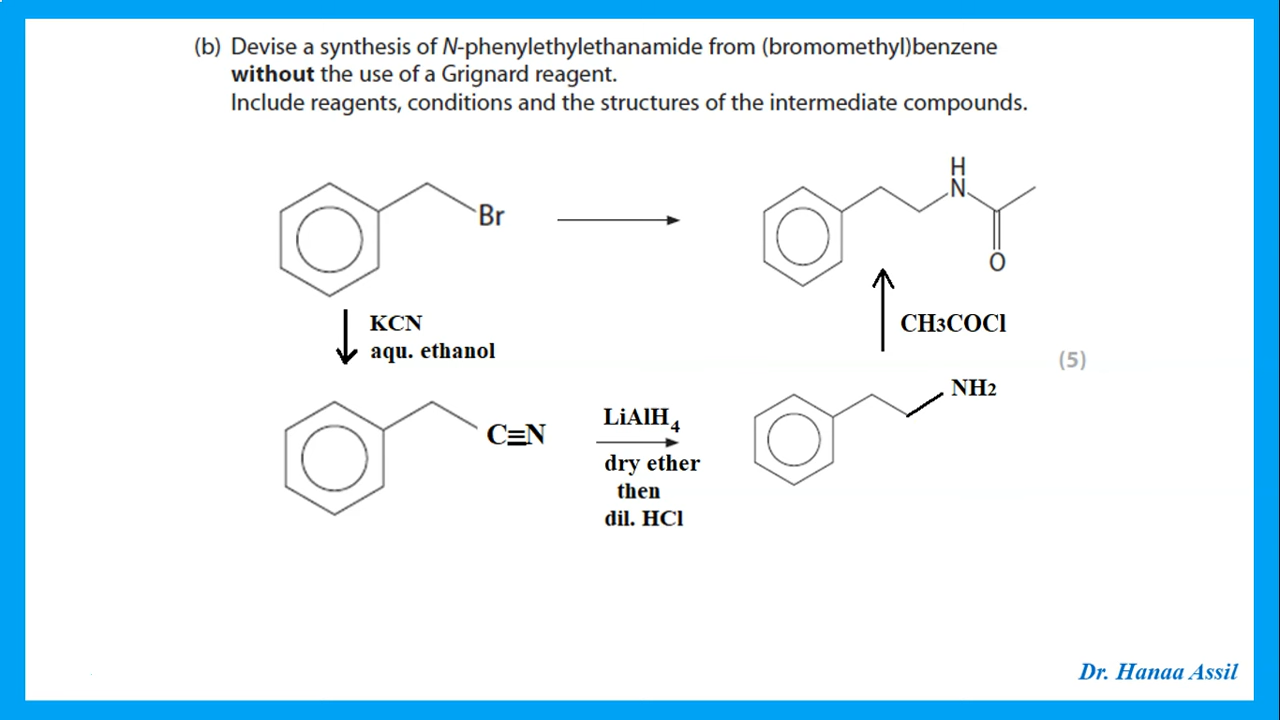 (b) Devise a synthesis of N-phenylethylethanamide from (bromomethyl)benzene
without the use of a Grignard reagent.
Include reagents, conditions and the structures of the intermediate compounds.
Br
H
N
O
KCN
aqu. ethanol
CH3COCl
(5)
C≡N
LiAlH4
dry ether
then
dil. HCl
NH2
Dr. Hanaa Assil